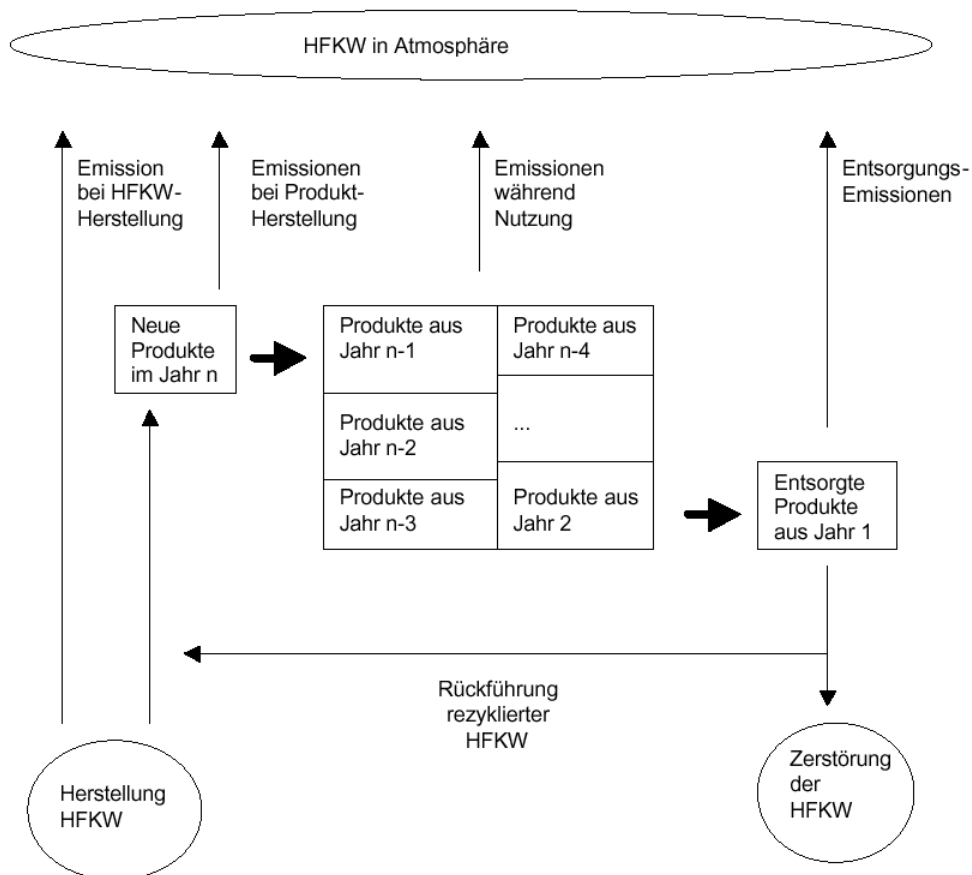 HFKW in Atmosphäre
Emission
bei HFKW-
Herstellung
Emissionen
bei Produkt-
Herstellung
Emissionen
während
Nutzung
Entsorgungs-
Emissionen
Neue
Produkte
im Jahr n
Produkte aus
Jahr n-1
Produkte aus
Jahr n-2
Produkte aus
Jahr n-3
Produkte aus
Jahr n-4
...
Produkte aus
Jahr 2
Entsorgte
Produkte
aus Jahr 1
Rückführung
rezyklierter
HFKW
Herstellung
HFKW
Zerstörung
der
HFKW